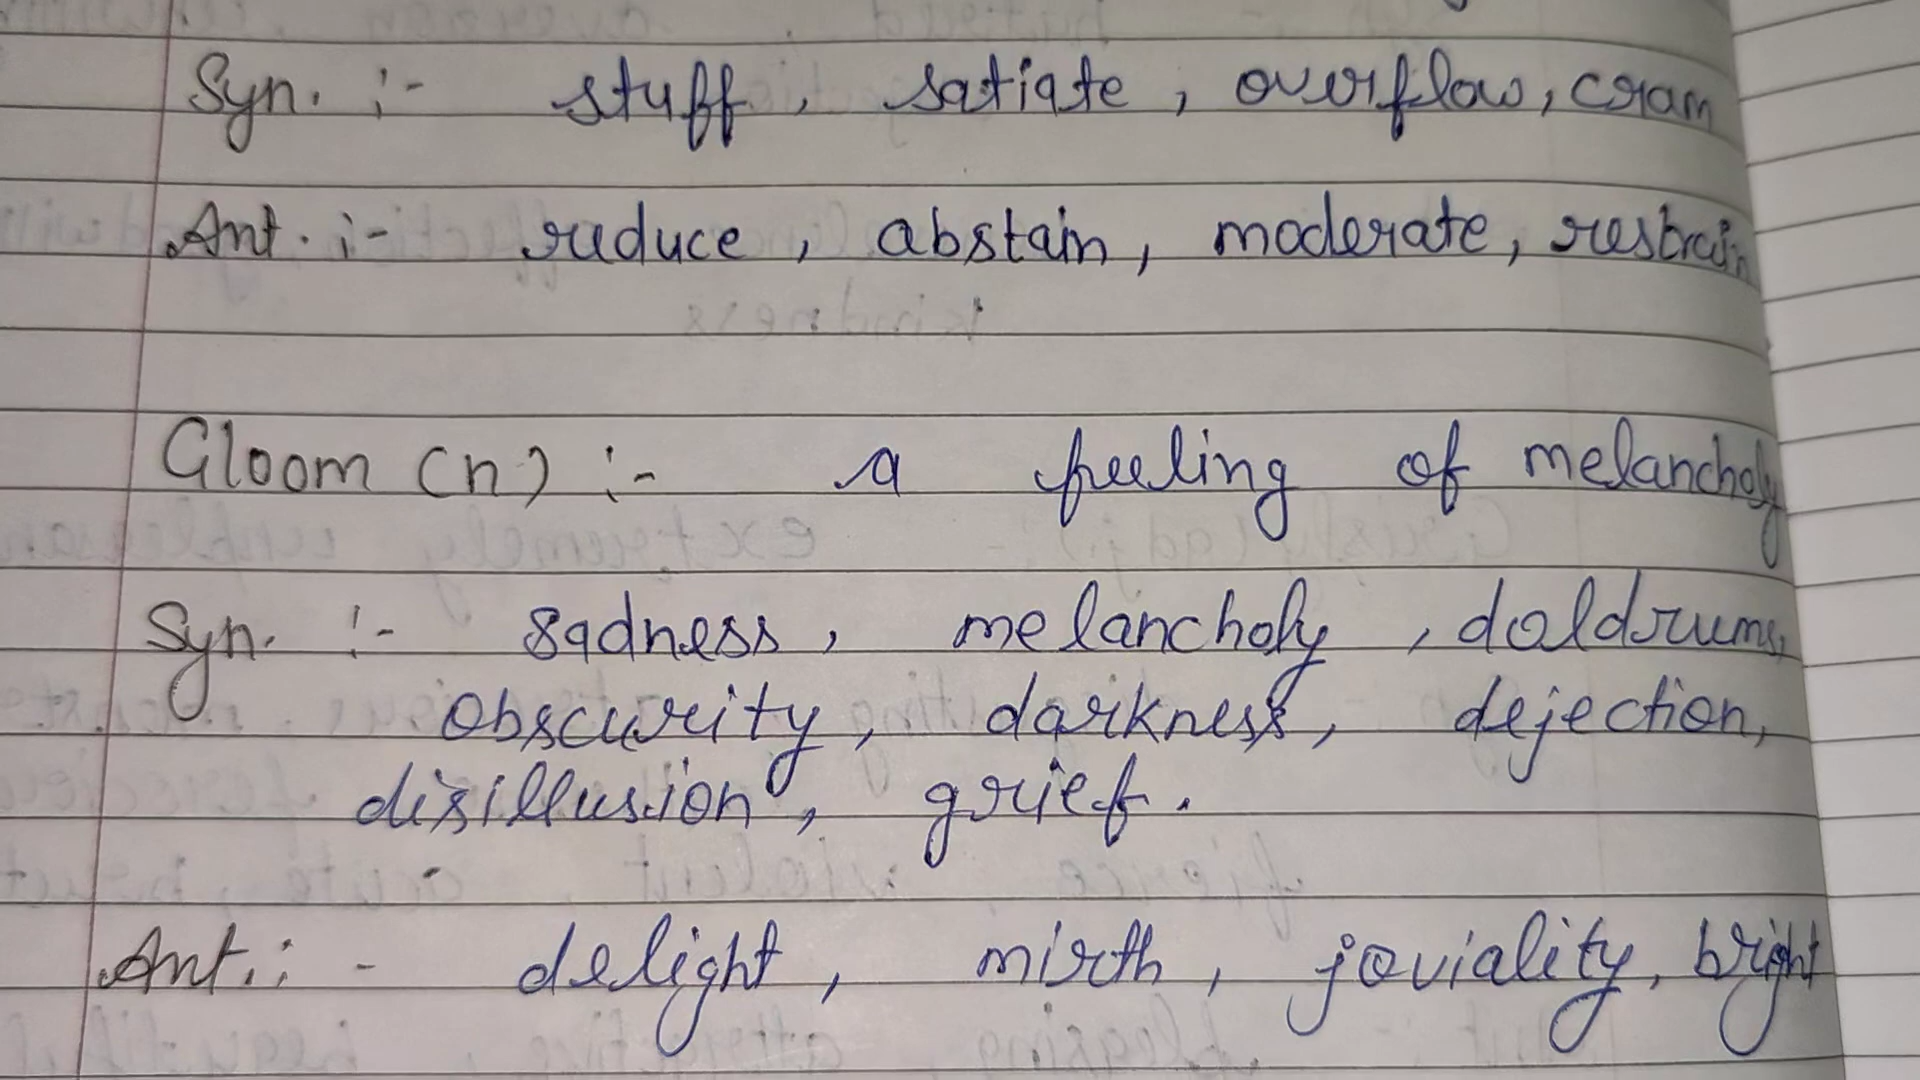 Syn. :- stuff, satiate, overflow, cram
Ant. :- reduce, abstain, moderate, restrain
Gloom (n) :- a feeling of melancholy
Syn. :- sadness, melancholy, doldrums,
obscurity, darkness, dejection,
disillusion, grief.
Ant. : - delight, mirth, joviality, bright